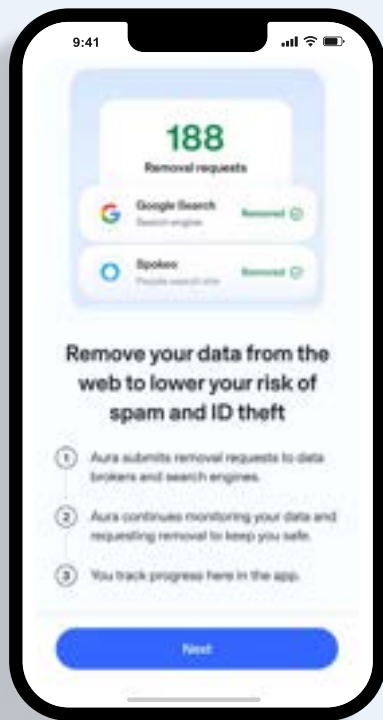 9:41
188
Removal requests
Google Search
Removed
Search engine
Spokeo
Removed
People search site
Remove your data from the
web to lower your risk of
spam and ID theft
1 Aura submits removal requests to data
brokers and search engines.
2 Aura continues monitoring your data and
requesting removal to keep you safe.
3 You track progress here in the app.
Next